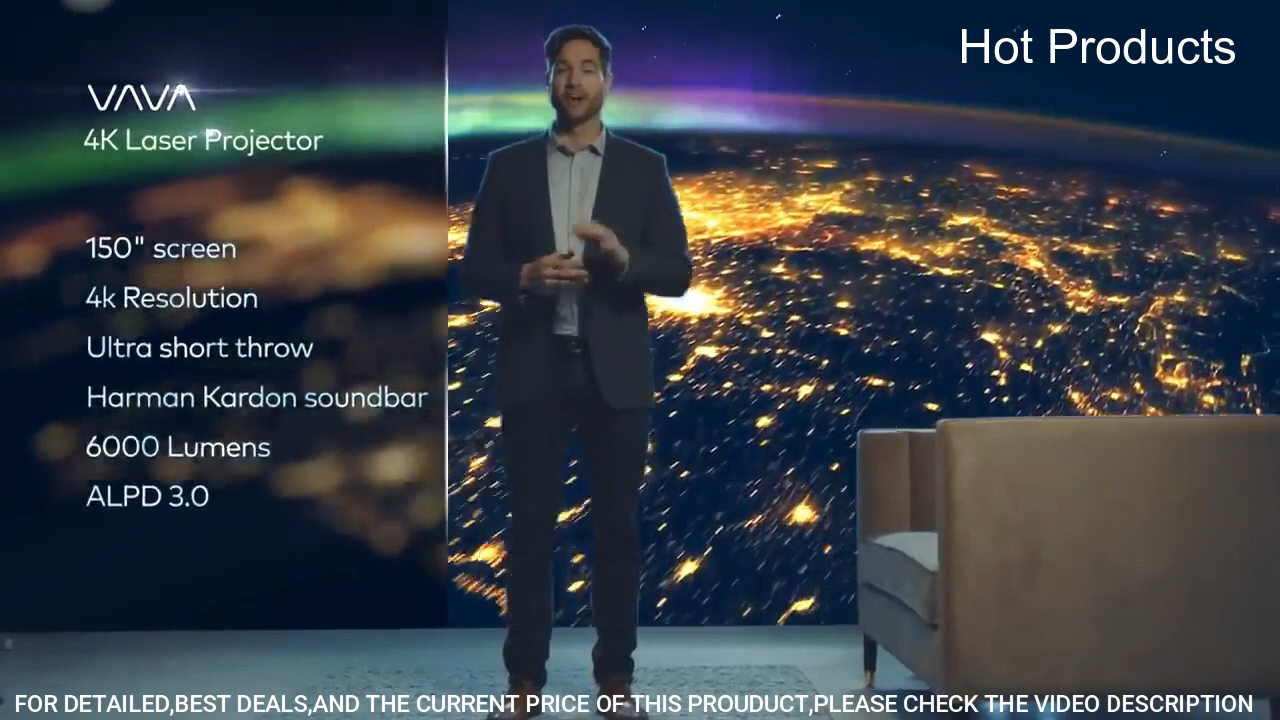 Hot Products
VAVA
4K Laser Projector
150" screen
4k Resolution
Ultra short throw
Harman Kardon soundbar
6000 Lumens
ALPD 3.0
FOR DETAILED,BEST DEALS,AND THE CURRENT PRICE OF THIS PROUDUCT,PLEASE CHECK THE VIDEO DESCRIPTION